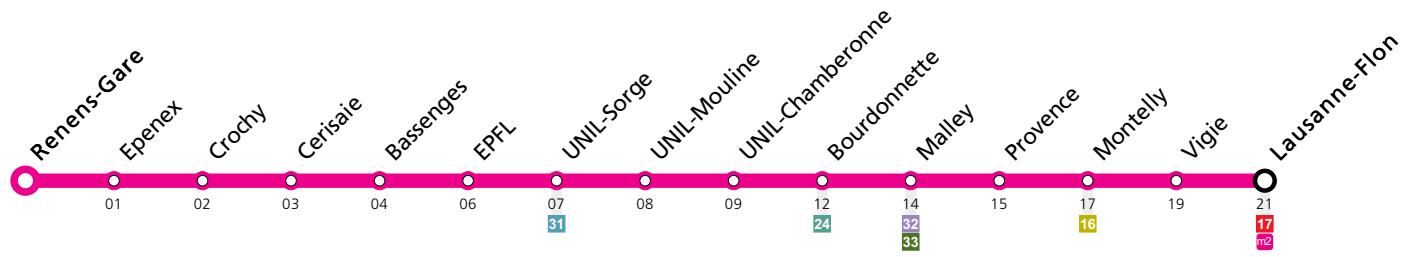 Renens-Gare
Epenex
Crochy
Cerisaie
Bassenges
EPFL
UNIL-Sorge
UNIL-Mouline
UNIL-Chamberonne
Bourdonnette
Malley
Provence
Montelly
Vigie
Lausanne-Flon
01 02 03 04 06 07 08 09 12 14 15 17 19 21
31 24 32 16 17
33 m2